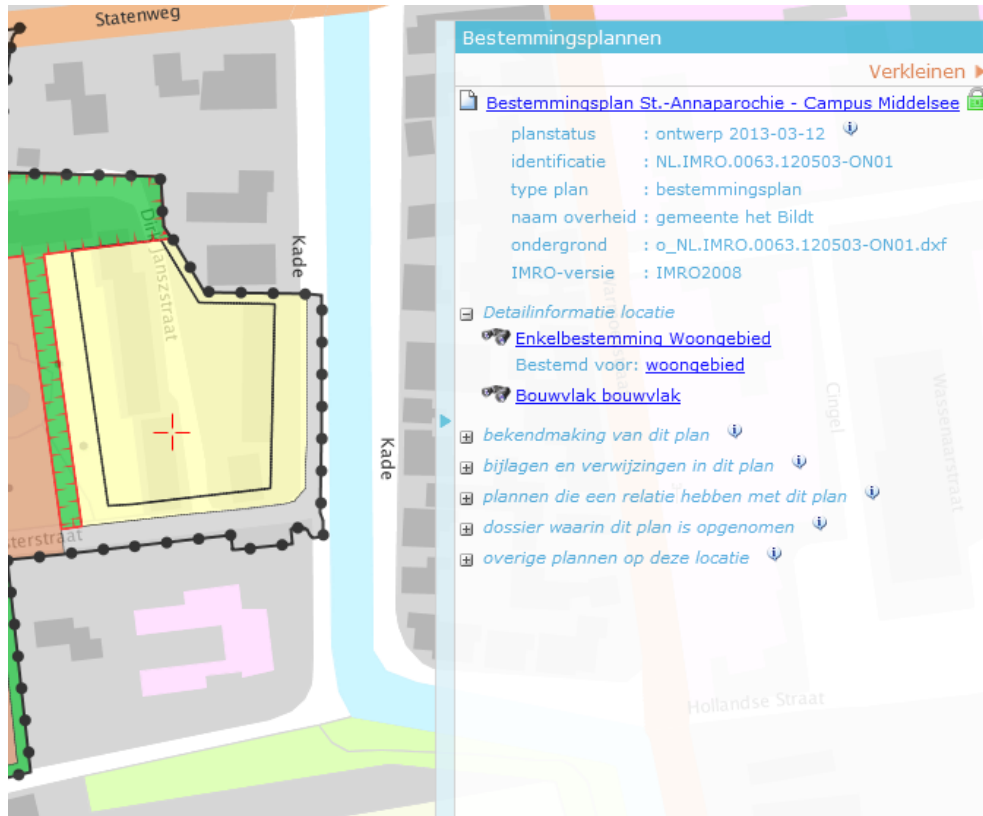 Statenweg
Dirk Janszstraat
Kade
Kade
sterstraat
Bestemmingsplannen
Verkleinen
Bestemmingsplan St.-Annaparochie - Campus Middelsee
planstatus : ontwerp 2013-03-12
identificatie : NL.IMRO.0063.120503-ON01
type plan : bestemmingsplan
naam overheid : gemeente het Bildt
ondergrond : o_NL.IMRO.0063.120503-ON01.dxf
IMRO-versie : IMRO2008
Detailinformatie locatie
Enkelbestemming Woongebied
Bestemd voor: woongebied
Bouwvlak bouwvlak
bekendmaking van dit plan
bijlagen en verwijzingen in dit plan
plannen die een relatie hebben met dit plan
dossier waarin dit plan is opgenomen
overige plannen op deze locatie
Cingel
Wassenaarstraat
Hollandse Straat